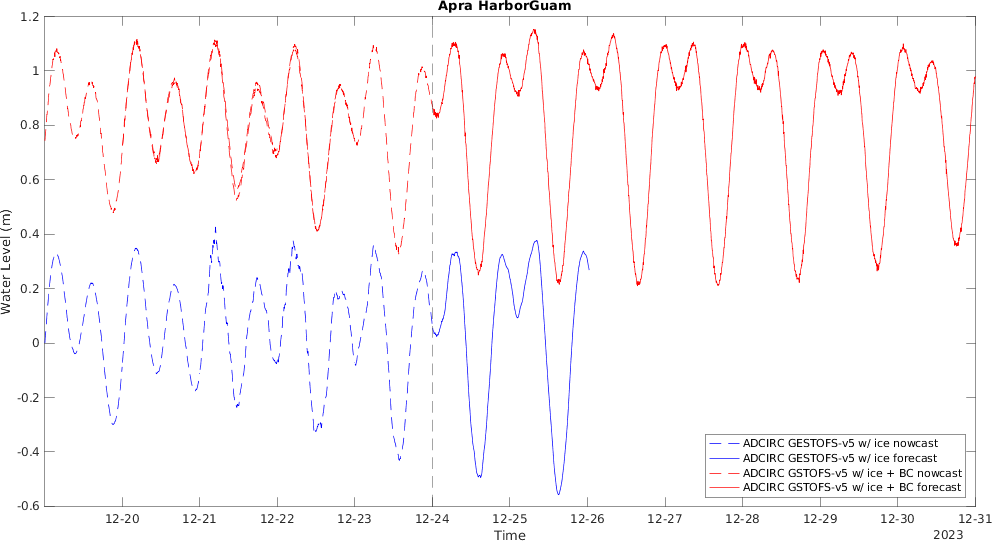 Apra HarborGuam
1.2
1
0.8
0.6
0.4
0.2
0
-0.2
-0.4
-0.6
Water Level (m)
ADCIRC GESTOFS-v5 w/ ice nowcast
ADCIRC GESTOFS-v5 w/ ice forecast
ADCIRC GSTOFS-v5 w/ ice + BC nowcast
ADCIRC GSTOFS-v5 w/ ice + BC forecast
12-20 12-21 12-22 12-23 12-24 12-25 12-26 12-27 12-28 12-29 12-30 12-31
Time
2023